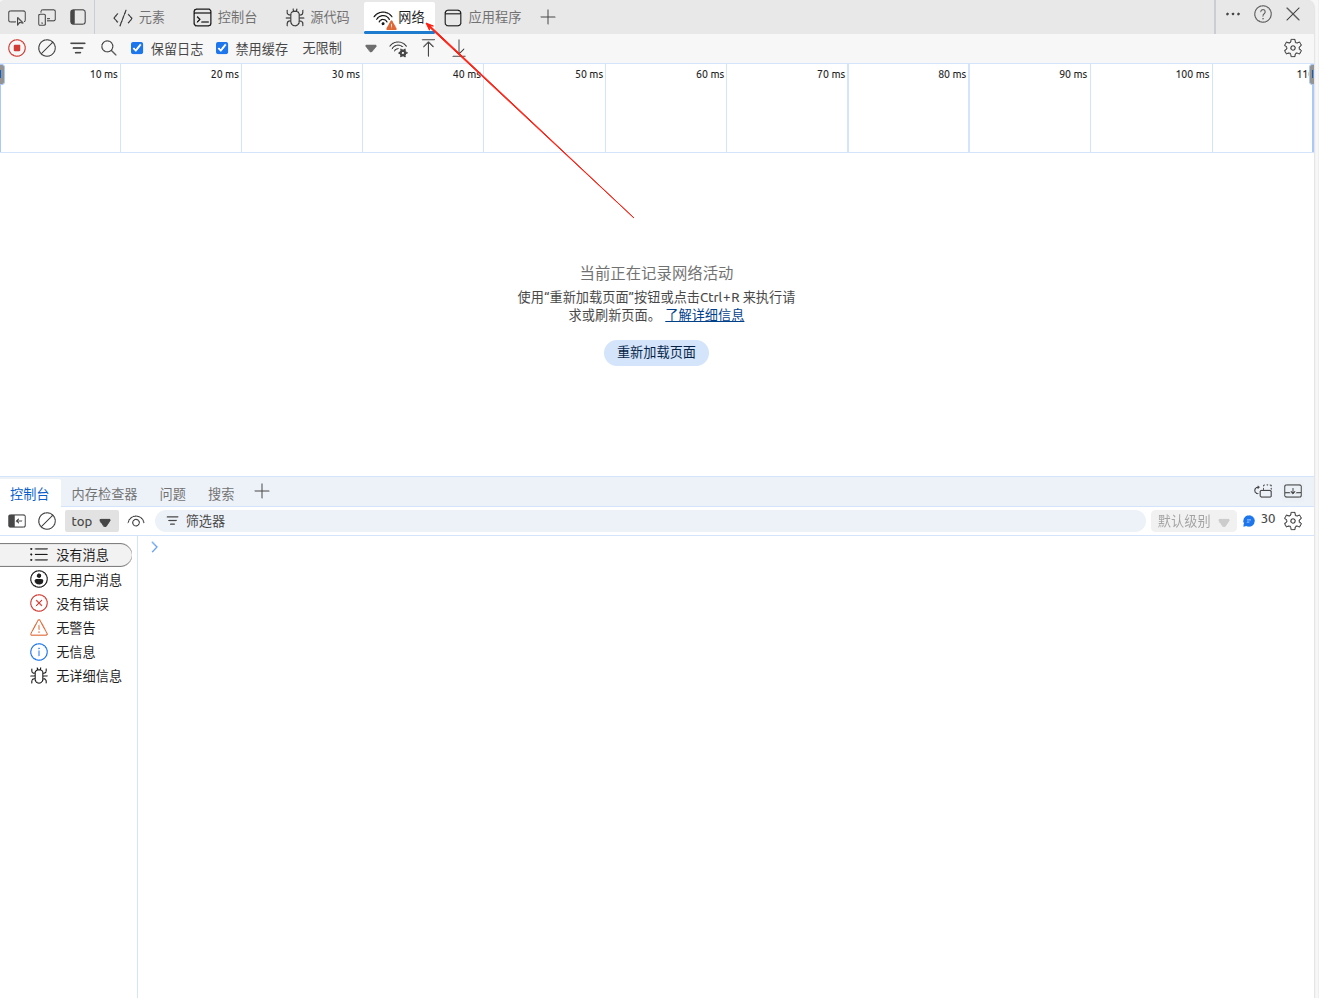 元素 控制台 源代码 网络 应用程序
保留日志 禁用缓存 无限制
10 ms 20 ms 30 ms 40 ms 50 ms 60 ms 70 ms 80 ms 90 ms 100 ms 11
当前正在记录网络活动
使用"重新加载页面"按钮或点击Ctrl+R 来执行请
求或刷新页面。 了解详细信息
重新加载页面
控制台 内存检查器 问题 搜索
top 筛选器 默认级别 30
没有消息
无用户消息
没有错误
无警告
无信息
无详细信息